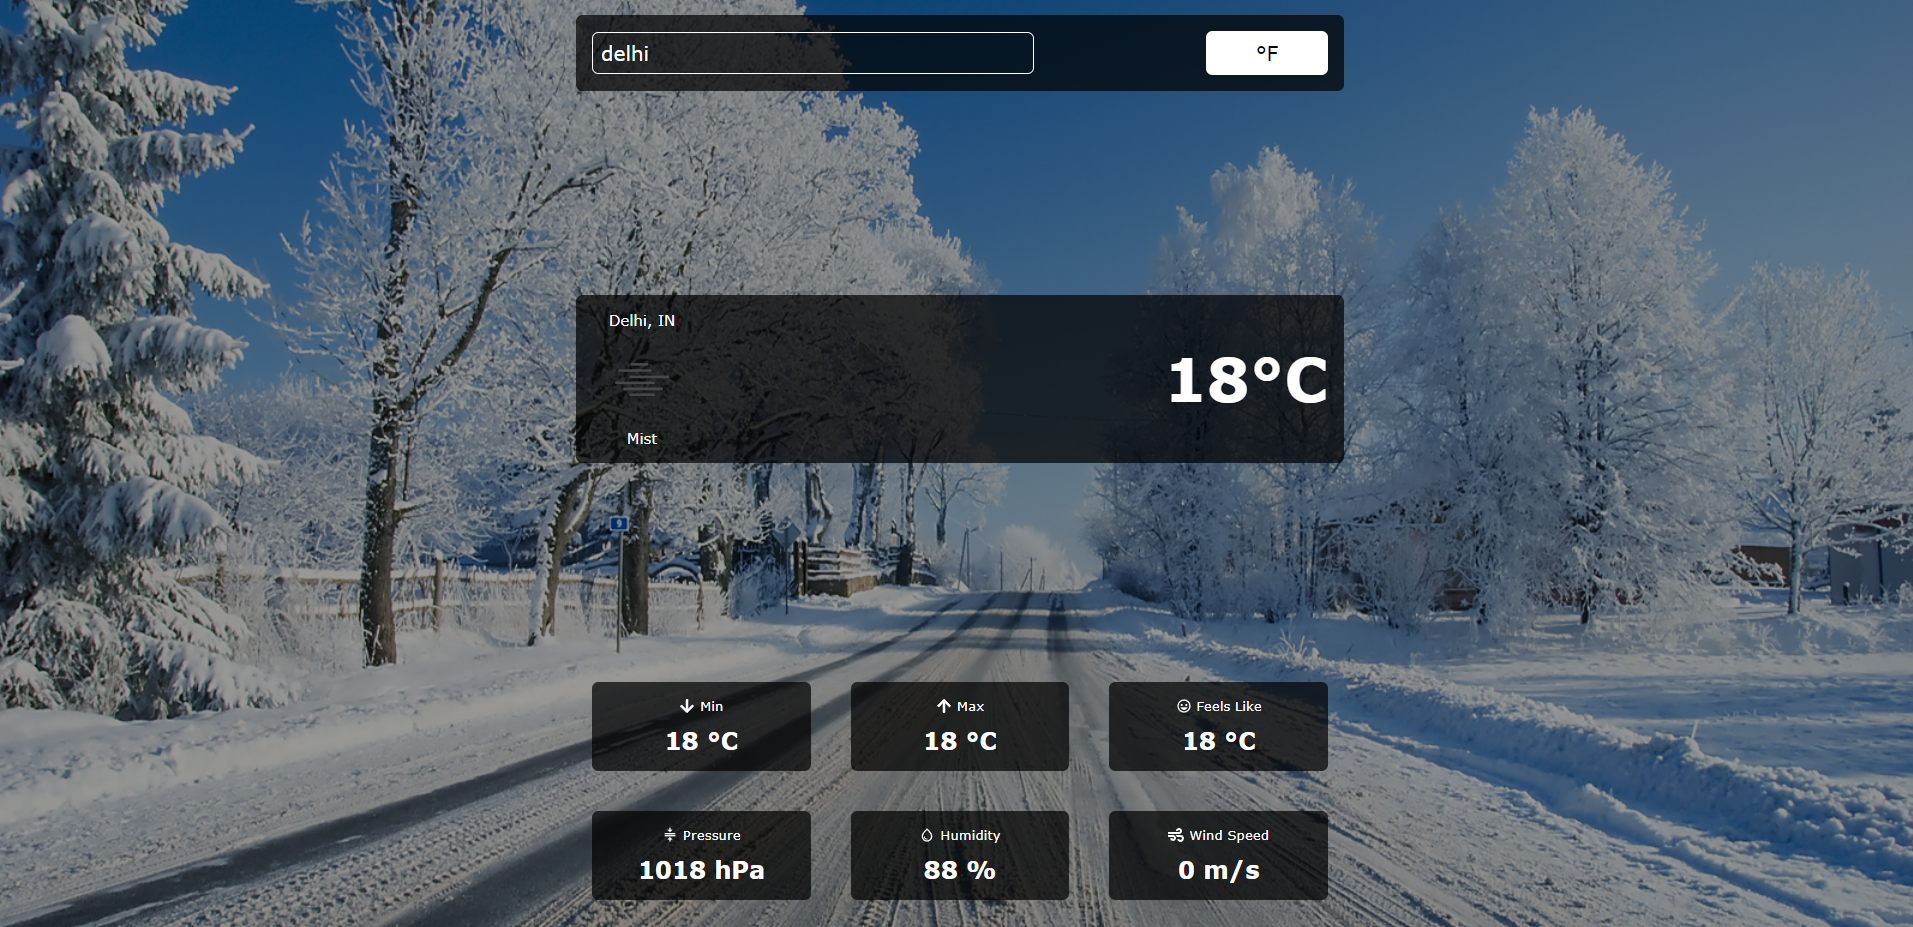 delhi
°F
Delhi, IN
18°C
Mist
Min
18 °C
Max
18 °C
Feels Like
18 °C
Pressure
1018 hPa
Humidity
88 %
Wind Speed
0 m/s